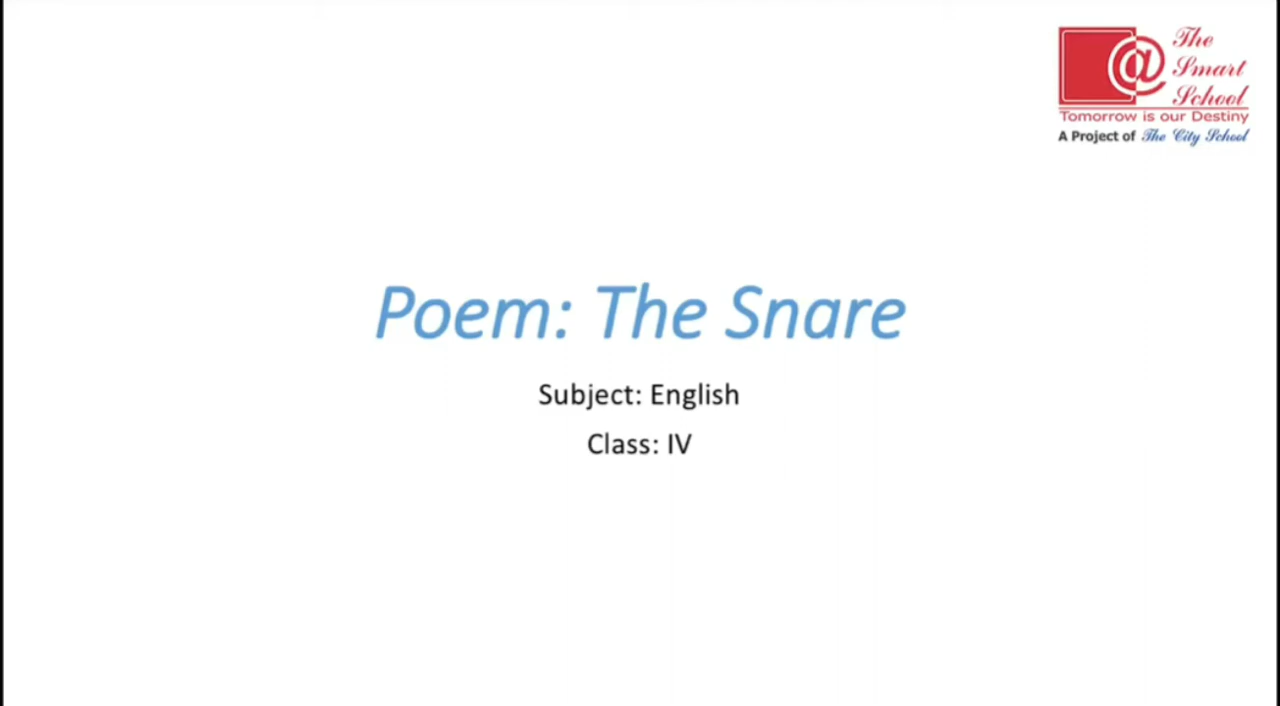 The
Smart
School
Tomorrow is our Destiny
A Project of The City School
Poem: The Snare
Subject: English
Class: IV